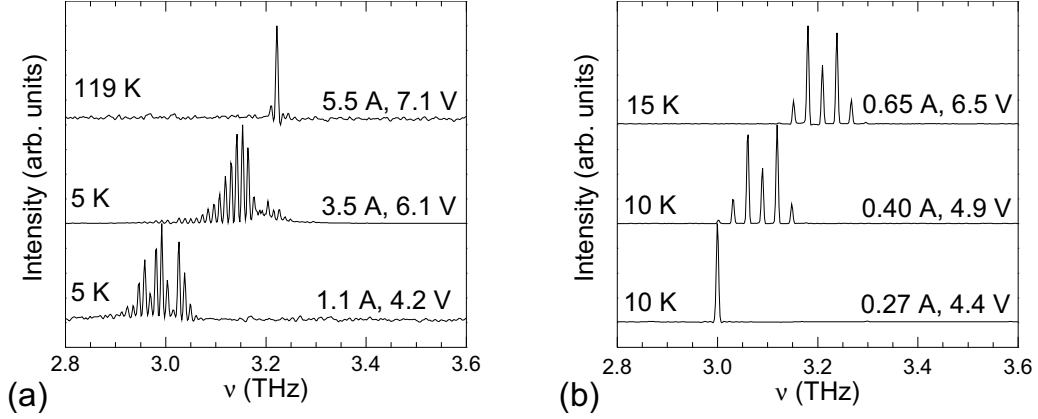 Intensity (arb. units)
119 K
5.5 A, 7.1 V
5 K
3.5 A, 6.1 V
5 K
1.1 A, 4.2 V
2.8 3.0 3.2 3.4 3.6
ν (THz)
(a)
Intensity (arb. units)
15 K
0.65 A, 6.5 V
10 K
0.40 A, 4.9 V
10 K
0.27 A, 4.4 V
2.8 3.0 3.2 3.4 3.6
ν (THz)
(b)